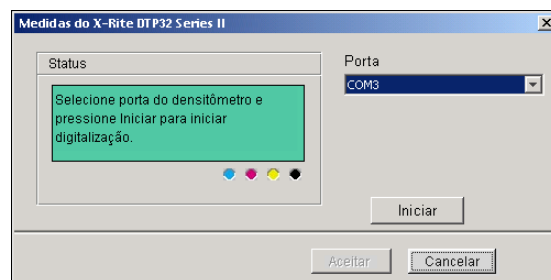 Medidas do X-Rite DTP32 Series II
Status
Selecione porta do densitômetro e
pressione Iniciar para iniciar
digitalização.
Porta
COM3
Iniciar
Aceitar
Cancelar